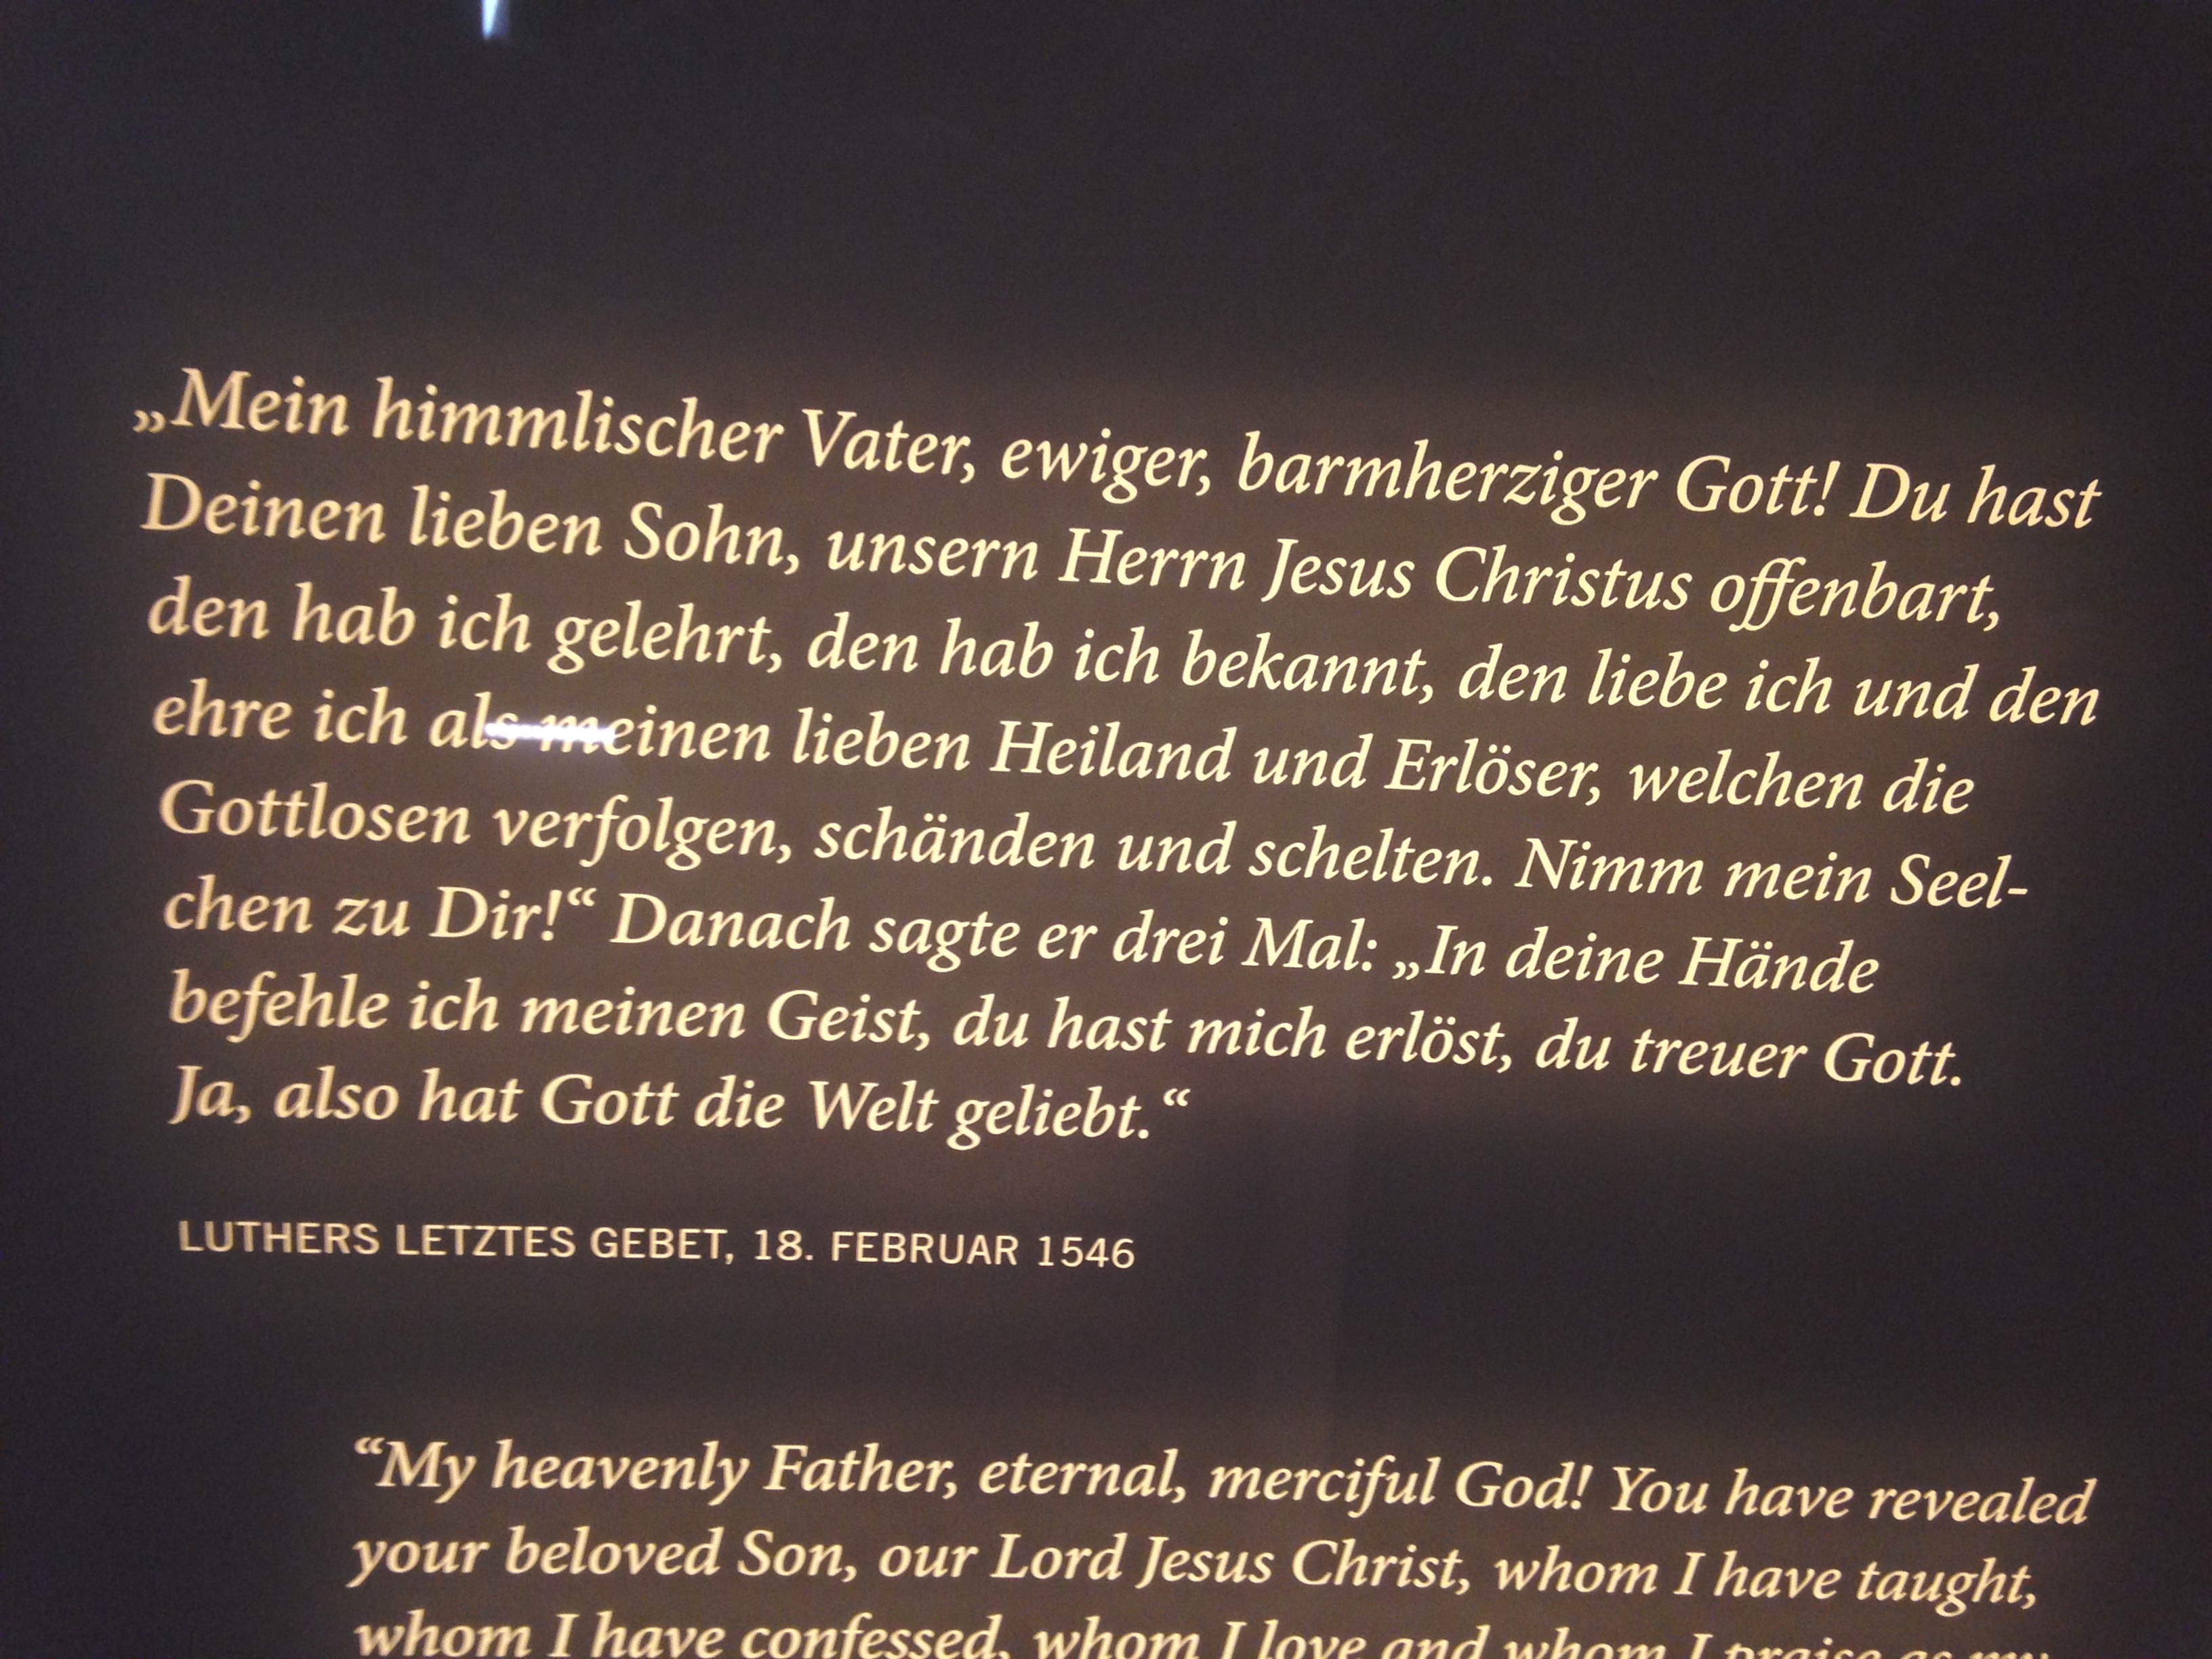 „Mein himmlischer Vater, ewiger, barmherziger Gott! Du hast
Deinen lieben Sohn, unsern Herrn Jesus Christus offenbart,
den hab ich gelehrt, den hab ich bekannt, den liebe ich und den
ehre ich als meinen lieben Heiland und Erlöser, welchen die
Gottlosen verfolgen, schänden und schelten. Nimm mein Seel-
chen zu Dir!“ Danach sagte er drei Mal: „In deine Hände
befehle ich meinen Geist, du hast mich erlöst, du treuer Gott.
Ja, also hat Gott die Welt geliebt.“
LUTHERS LETZTES GEBET, 18. FEBRUAR 1546
“My heavenly Father, eternal, merciful God! You have revealed
your beloved Son, our Lord Jesus Christ, whom I have taught,
whom I have confessed, whom I love and whom I praise as my